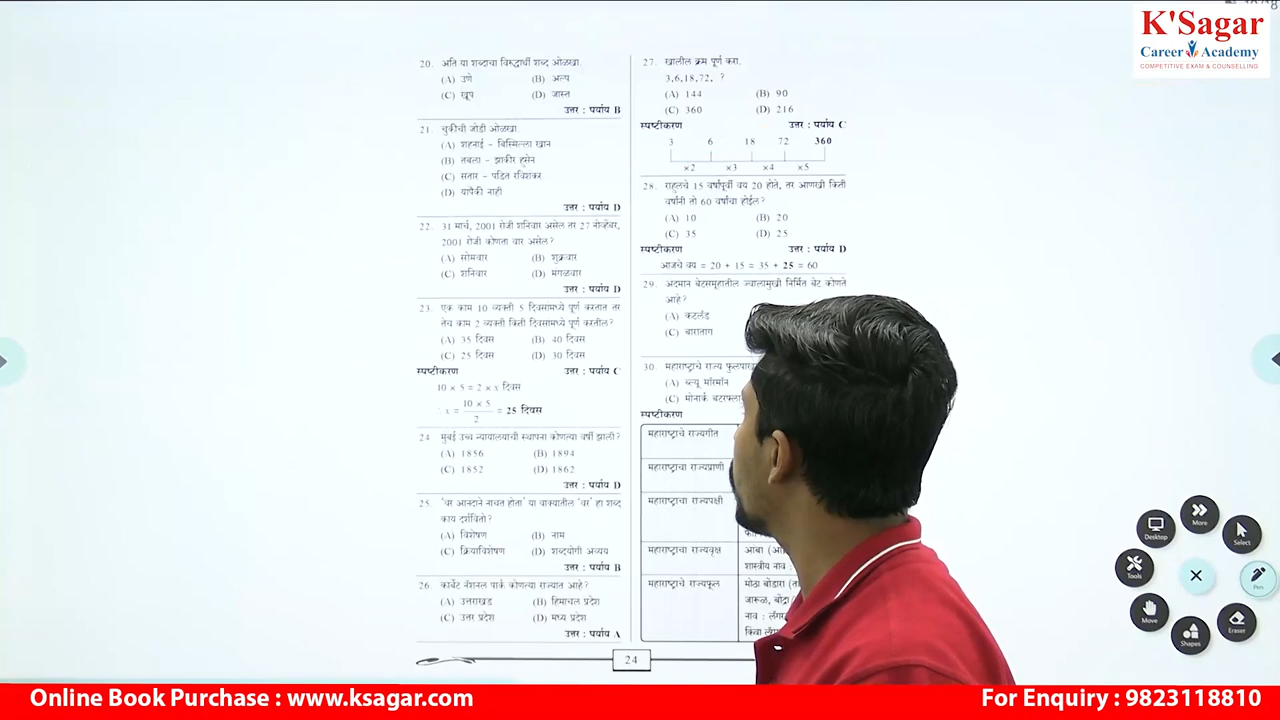 K'Sagar
Career Academy
COMPETITIVE EXAM & COUNSELLING
20. अति या शब्दाचा विरुद्धार्थी शब्द ओळखा.
(A) उणे (B) अल्प
(C) खूप (D) जास्त
उत्तर : पर्याय B
21. चुकीची जोडी ओळखा.
(A) शहनाई - बिस्मिल्ला खान
(B) तबला - झाकीर हुसेन
(C) सतार - पंडित रविशंकर
(D) यापैकी नाही
उत्तर : पर्याय D
22. 31 मार्च, 2001 रोजी शनिवार असेल तर 27 नोव्हेंबर,
2001 रोजी कोणता वार असेल?
(A) सोमवार (B) शुक्रवार
(C) शनिवार (D) मंगळवार
उत्तर : पर्याय D
23. एक काम 10 व्यक्ती 5 दिवसांमध्ये पूर्ण करतात तर
तेच काम 2 व्यक्ती किती दिवसांमध्ये पूर्ण करतील?
(A) 35 दिवस (B) 40 दिवस
(C) 25 दिवस (D) 30 दिवस
स्पष्टीकरण उत्तर : पर्याय C
10 × 5 = 2 × x दिवस
∴ x = 10 × 5 / 2 = 25 दिवस
24. मुंबई उच्च न्यायालयाची स्थापना कोणत्या वर्षी झाली?
(A) 1856 (B) 1894
(C) 1852 (D) 1862
उत्तर : पर्याय D
25. 'वर आनंदाने नाचत होता' या वाक्यातील 'वर' हा शब्द
काय दर्शवितो?
(A) विशेषण (B) नाम
(C) क्रियाविशेषण (D) शब्दयोगी अव्यय
उत्तर : पर्याय B
26. कार्बेट नॅशनल पार्क कोणत्या राज्यात आहे?
(A) उत्तराखंड (B) हिमाचल प्रदेश
(C) उत्तर प्रदेश (D) मध्य प्रदेश
उत्तर : पर्याय A
27. खालील क्रम पूर्ण करा.
3,6,18,72, ?
(A) 144 (B) 90
(C) 360 (D) 216
स्पष्टीकरण उत्तर : पर्याय C
3 6 18 72 360
×2 ×3 ×4 ×5
28. राहुलचे 15 वर्षांपूर्वी वय 20 होते, तर आणखी किती
वर्षांनी तो 60 वर्षांचा होईल?
(A) 10 (B) 20
(C) 35 (D) 25
स्पष्टीकरण उत्तर : पर्याय D
आजचे वय = 20 + 15 = 35 + 25 = 60
29. अंदमान बेटसमूहातील ज्वालामुखी निर्मित बेट कोणते
आहे?
(A) कटलँड
(C) बाराताग
30. महाराष्ट्राचे राज्य
(A) ब्ल्यू मॉरमॉन
(C) मोनार्क
स्पष्टीकरण
महाराष्ट्राचे राज्यगीत
महाराष्ट्राचा राज्यप्राणी
महाराष्ट्राचा राज्यपक्षी
महाराष्ट्राचा राज्यवृक्ष आंबा
शास्त्रीय नाव :
महाराष्ट्राचे राज्यफूल मोठा बोंडारा
जारूळ,
नाव :
किंवा
24
Desktop
More
Select
Tools
Pen
Move
Shapes
Eraser
Online Book Purchase : www.ksagar.com
For Enquiry : 9823118810